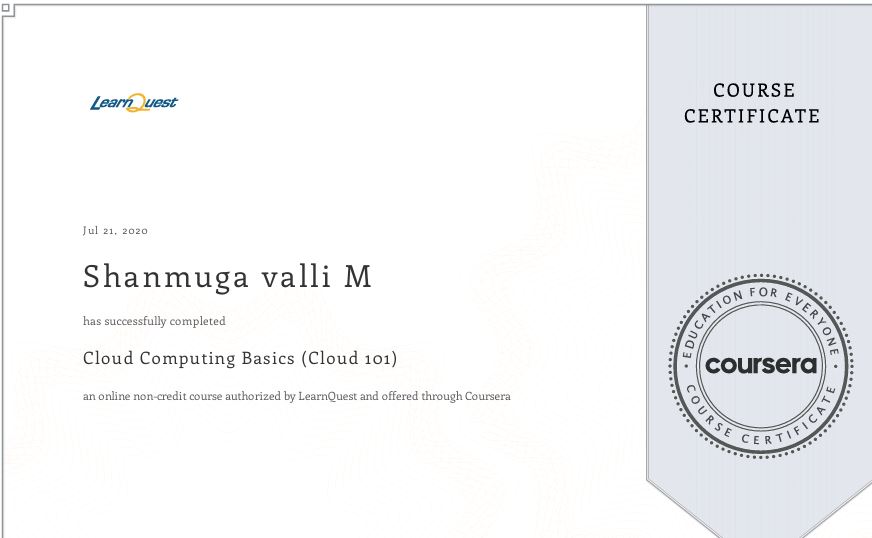 LearnQuest
COURSE
CERTIFICATE
Jul 21, 2020
Shanmuga valli M
has successfully completed
Cloud Computing Basics (Cloud 101)
an online non-credit course authorized by LearnQuest and offered through Coursera
EDUCATION FOR EVERYONE
coursera
COURSE CERTIFICATE